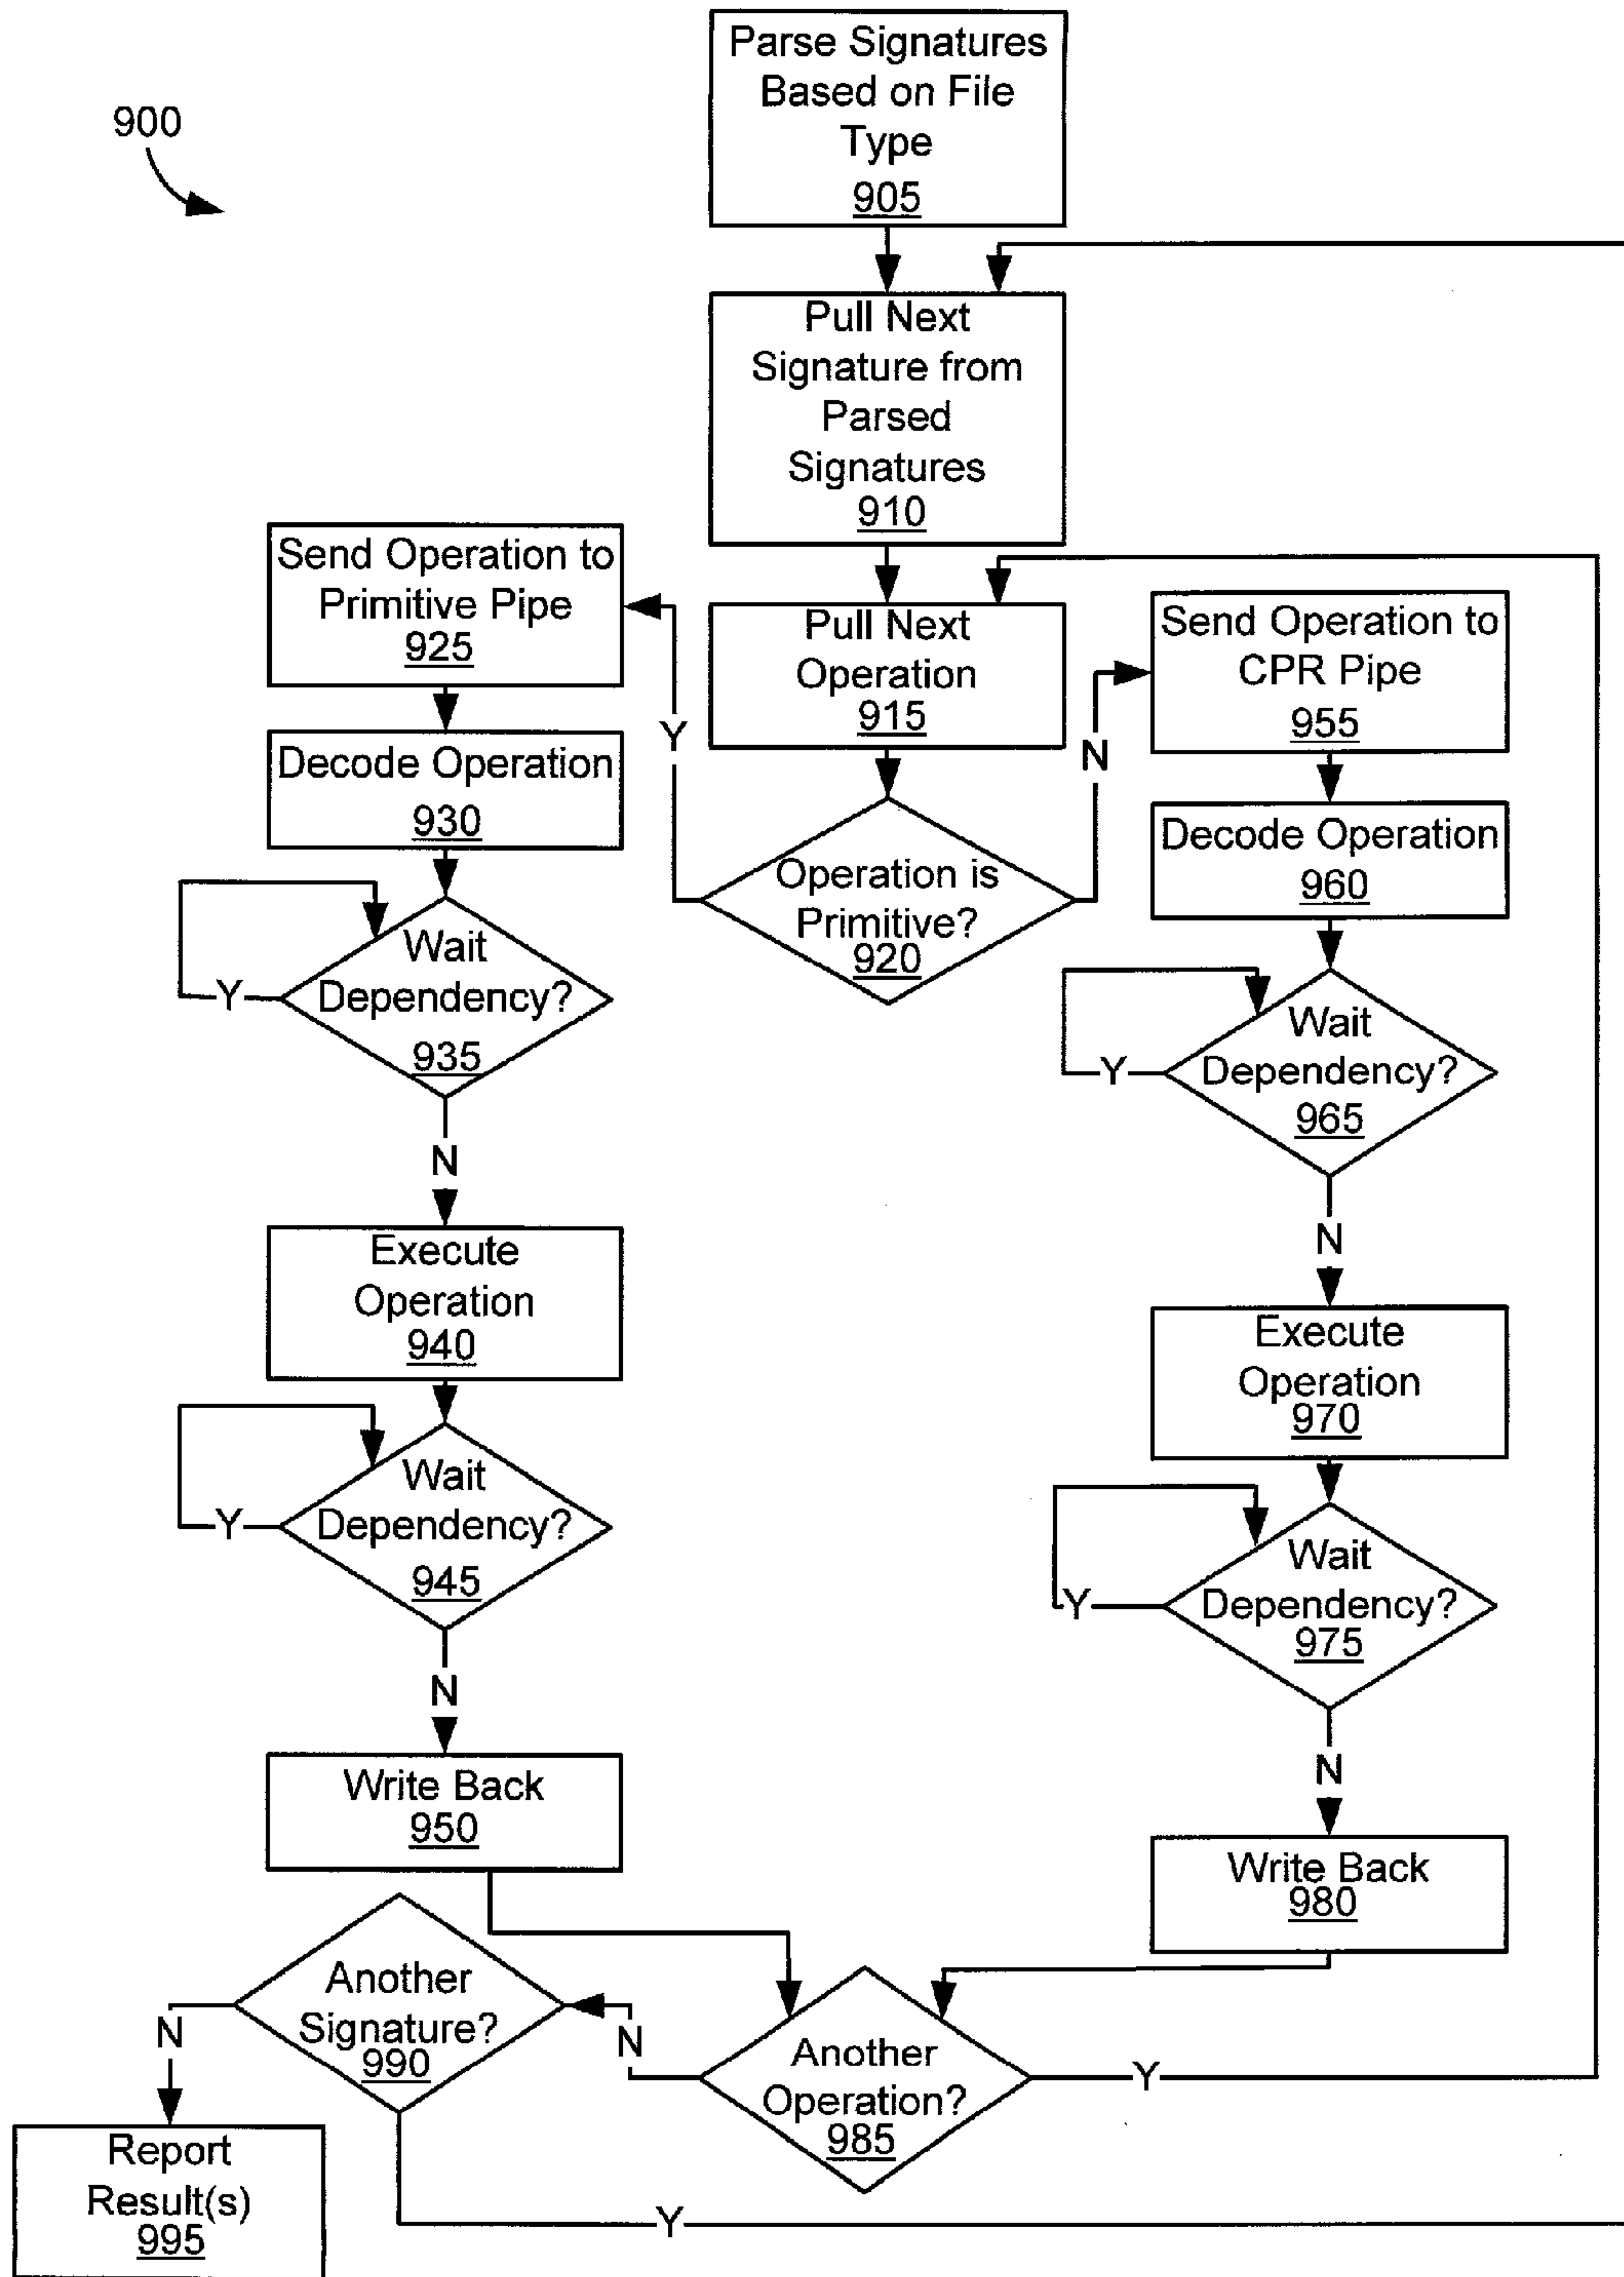 900
Parse Signatures
Based on File
Type
905
Pull Next
Signature from
Parsed
Signatures
910
Send Operation to
Primitive Pipe
925
Pull Next
Operation
915
Send Operation to
CPR Pipe
955
Y
N
Decode Operation
930
Operation is
Primitive?
920
Decode Operation
960
Wait
Dependency?
935
Y
N
Wait
Dependency?
965
Y
N
Execute
Operation
940
Execute
Operation
970
Wait
Dependency?
945
Y
N
Wait
Dependency?
975
Y
N
Write Back
950
Write Back
980
Another
Signature?
990
N
N
Another
Operation?
985
Y
Report
Result(s)
995
Y